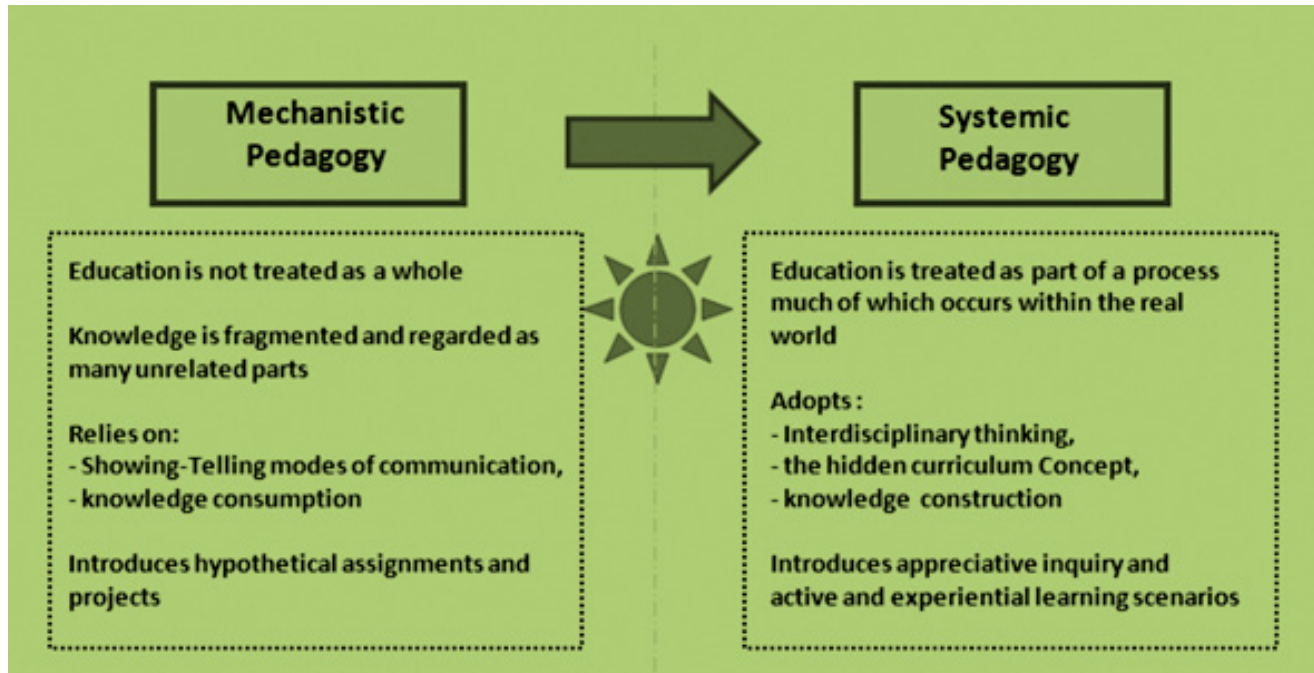 Mechanistic
Pedagogy
Systemic
Pedagogy
Education is not treated as a whole
Knowledge is fragmented and regarded as
many unrelated parts
Relies on:
- Showing-Telling modes of communication,
- knowledge consumption
Introduces hypothetical assignments and
projects
Education is treated as part of a process
much of which occurs within the real
world
Adopts :
- Interdisciplinary thinking,
- the hidden curriculum Concept,
- knowledge construction
Introduces appreciative inquiry and
active and experiential learning scenarios